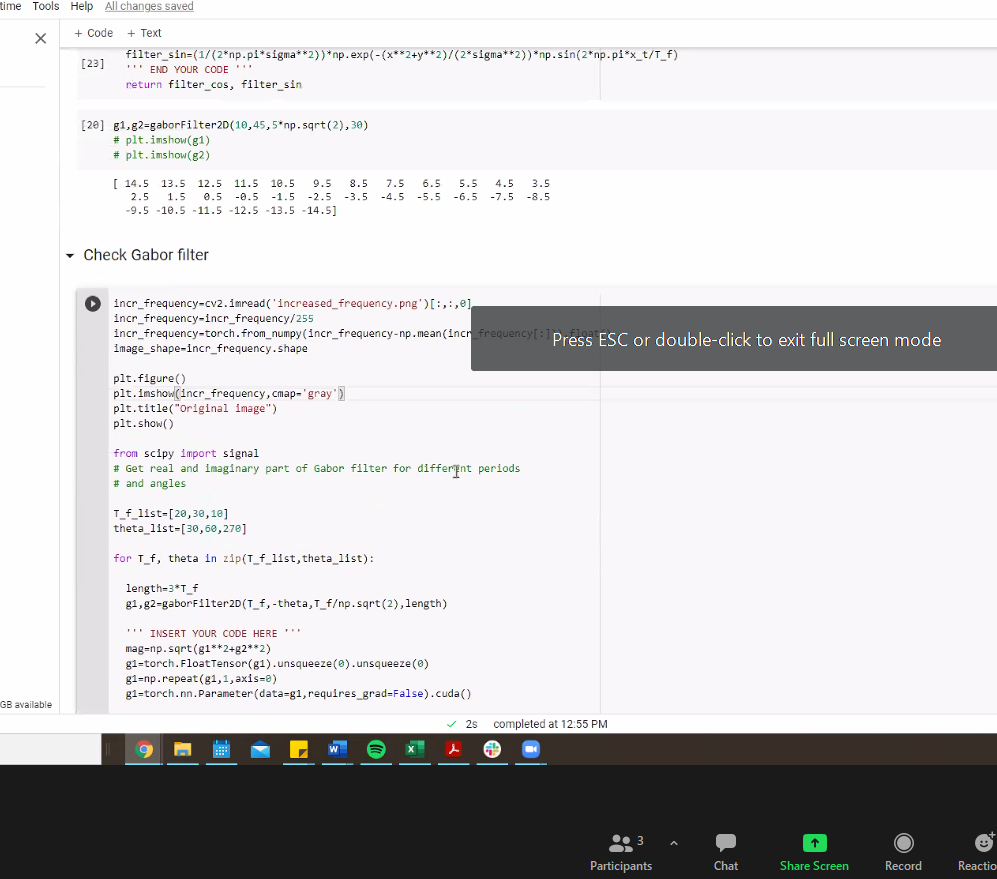 time Tools Help All changes saved
+ Code + Text
filter_sin=(1/(2*np.pi*sigma**2))*np.exp(-(x**2+y**2)/(2*sigma**2))*np.sin(2*np.pi*x_t/T_f)
[23]
''' END YOUR CODE '''
return filter_cos, filter_sin
[20] g1,g2=gaborFilter2D(10,45,5*np.sqrt(2),30)
# plt.imshow(g1)
# plt.imshow(g2)
[ 14.5 13.5 12.5 11.5 10.5 9.5 8.5 7.5 6.5 5.5 4.5 3.5
2.5 1.5 0.5 -0.5 -1.5 -2.5 -3.5 -4.5 -5.5 -6.5 -7.5 -8.5
-9.5 -10.5 -11.5 -12.5 -13.5 -14.5]
Check Gabor filter
incr_frequency=cv2.imread('increased_frequency.png')[:,:,0]
incr_frequency=incr_frequency/255
incr_frequency=torch.from_numpy(incr_frequency-np.mean(incr_frequency[:])).float()
Press ESC or double-click to exit full screen mode
image_shape=incr_frequency.shape
plt.figure()
plt.imshow(incr_frequency,cmap='gray')
plt.title("Original image")
plt.show()
from scipy import signal
# Get real and imaginary part of Gabor filter for different periods
# and angles
T_f_list=[20,30,10]
theta_list=[30,60,270]
for T_f, theta in zip(T_f_list,theta_list):
length=3*T_f
g1,g2=gaborFilter2D(T_f,-theta,T_f/np.sqrt(2),length)
''' INSERT YOUR CODE HERE '''
mag=np.sqrt(g1**2+g2**2)
g1=torch.FloatTensor(g1).unsqueeze(0).unsqueeze(0)
g1=np.repeat(g1,1,axis=0)
g1=torch.nn.Parameter(data=g1,requires_grad=False).cuda()
GB available
2s completed at 12:55 PM
3
Participants Chat Share Screen Record Reactio